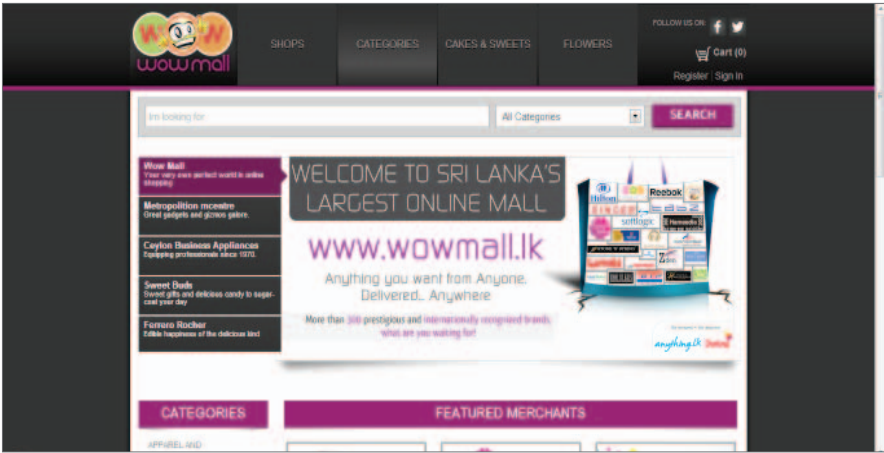 WOW
wowmall
SHOPS
CATEGORIES
CAKES & SWEETS
FLOWERS
FOLLOW US ON:
Cart (0)
Register | Sign In
Im looking for
All Categories
SEARCH
Wow Mall
Your very own perfect world in online
shopping
Metropolition mcentre
Great gadgets and gizmos galore.
Ceylon Business Appliances
Equipping professionals since 1970.
Sweet Buds
Sweet gifts and delicious candy to sugar-
coat your day
Ferrero Rocher
Edible happiness of the delicious kind
WELCOME TO SRI LANKA'S
LARGEST ONLINE MALL
www.wowmall.lk
Anything you want from Anyone.
Delivered... Anywhere
More than 300 prestigious and internationally recognised brands,
what are you waiting for!
Hilton
Reebok
SINGER
softlogic
anything.lk
CATEGORIES
FEATURED MERCHANTS
APPAREL AND